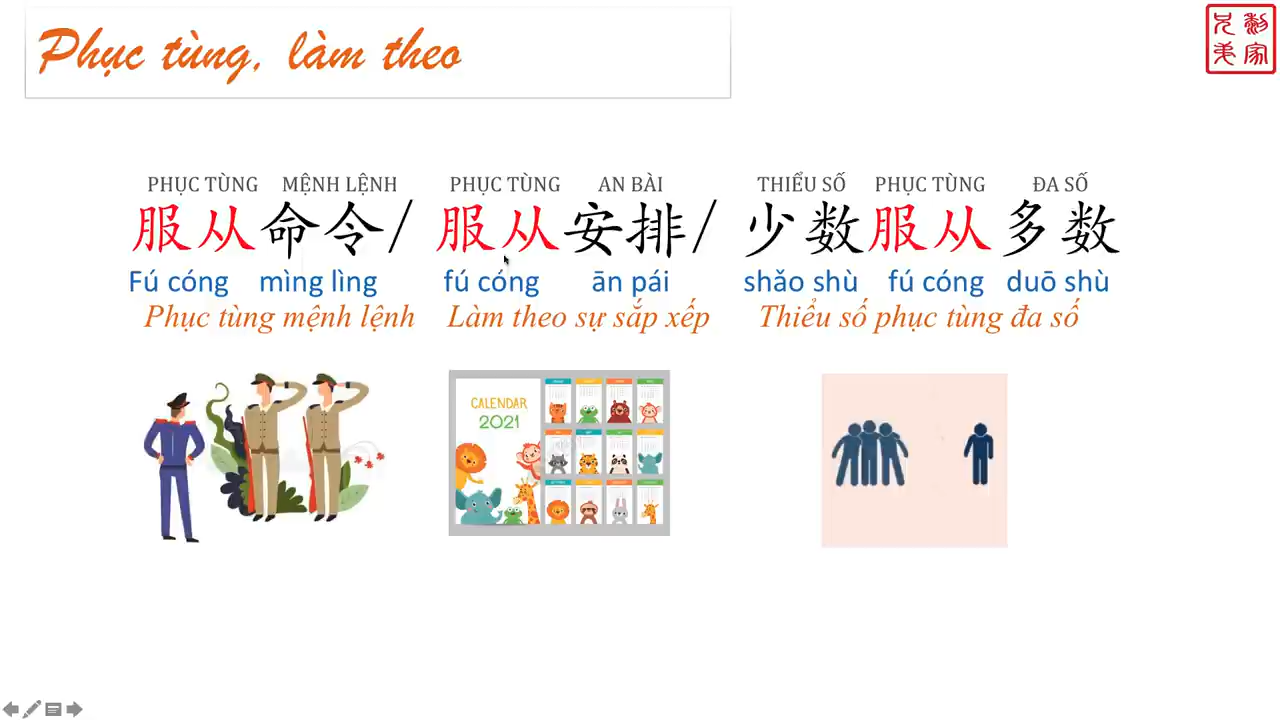 Phục tùng, làm theo
PHỤC TÙNG MỆNH LỆNH PHỤC TÙNG AN BÀI THIỂU SỐ PHỤC TÙNG ĐA SỐ
服从命令/ 服从安排/ 少数服从多数
Fú cóng mìng lìng fú cóng ān pái shǎo shù fú cóng duō shù
Phục tùng mệnh lệnh Làm theo sự sắp xếp Thiểu số phục tùng đa số
CALENDAR
2021